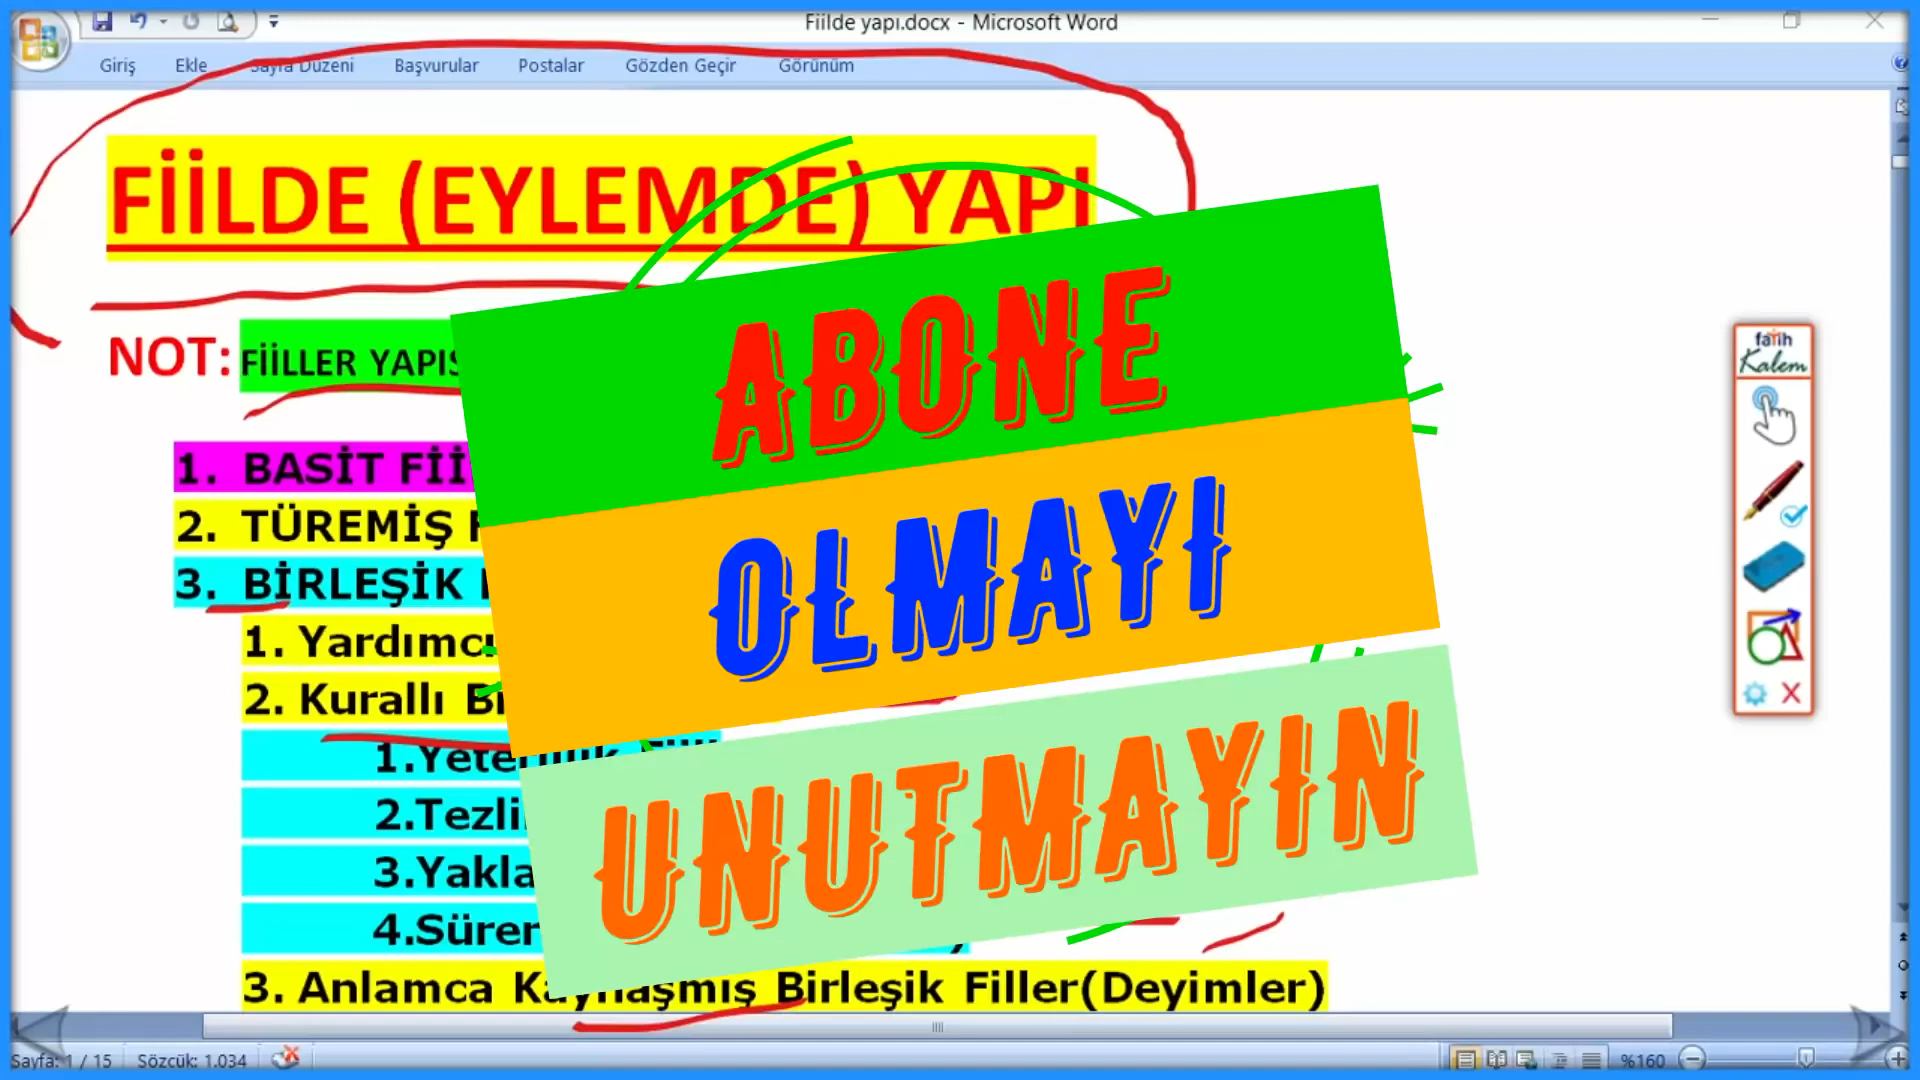 Fiilde yapı.docx - Microsoft Word
Giriş Ekle Sayfa Düzeni Başvurular Postalar Gözden Geçir Görünüm
FİİLDE (EYLEMDE) YAPI
NOT: FİİLLER YAPIS
ABONE
OLMAYI
UNUTMAYIN
fatih
Kalem
1. BASİT Fİİ
2. TÜREMİŞ F
3. BİRLEŞİK
1. Yardımcı
2. Kurallı Bi
1.Yeterlilik
2.Tezli
3.Yakla
4.Sürer
3. Anlamca Kaynaşmış Birleşik Filler(Deyimler)
Sayfa: 1 / 15 Sözcük: 1.034 %160